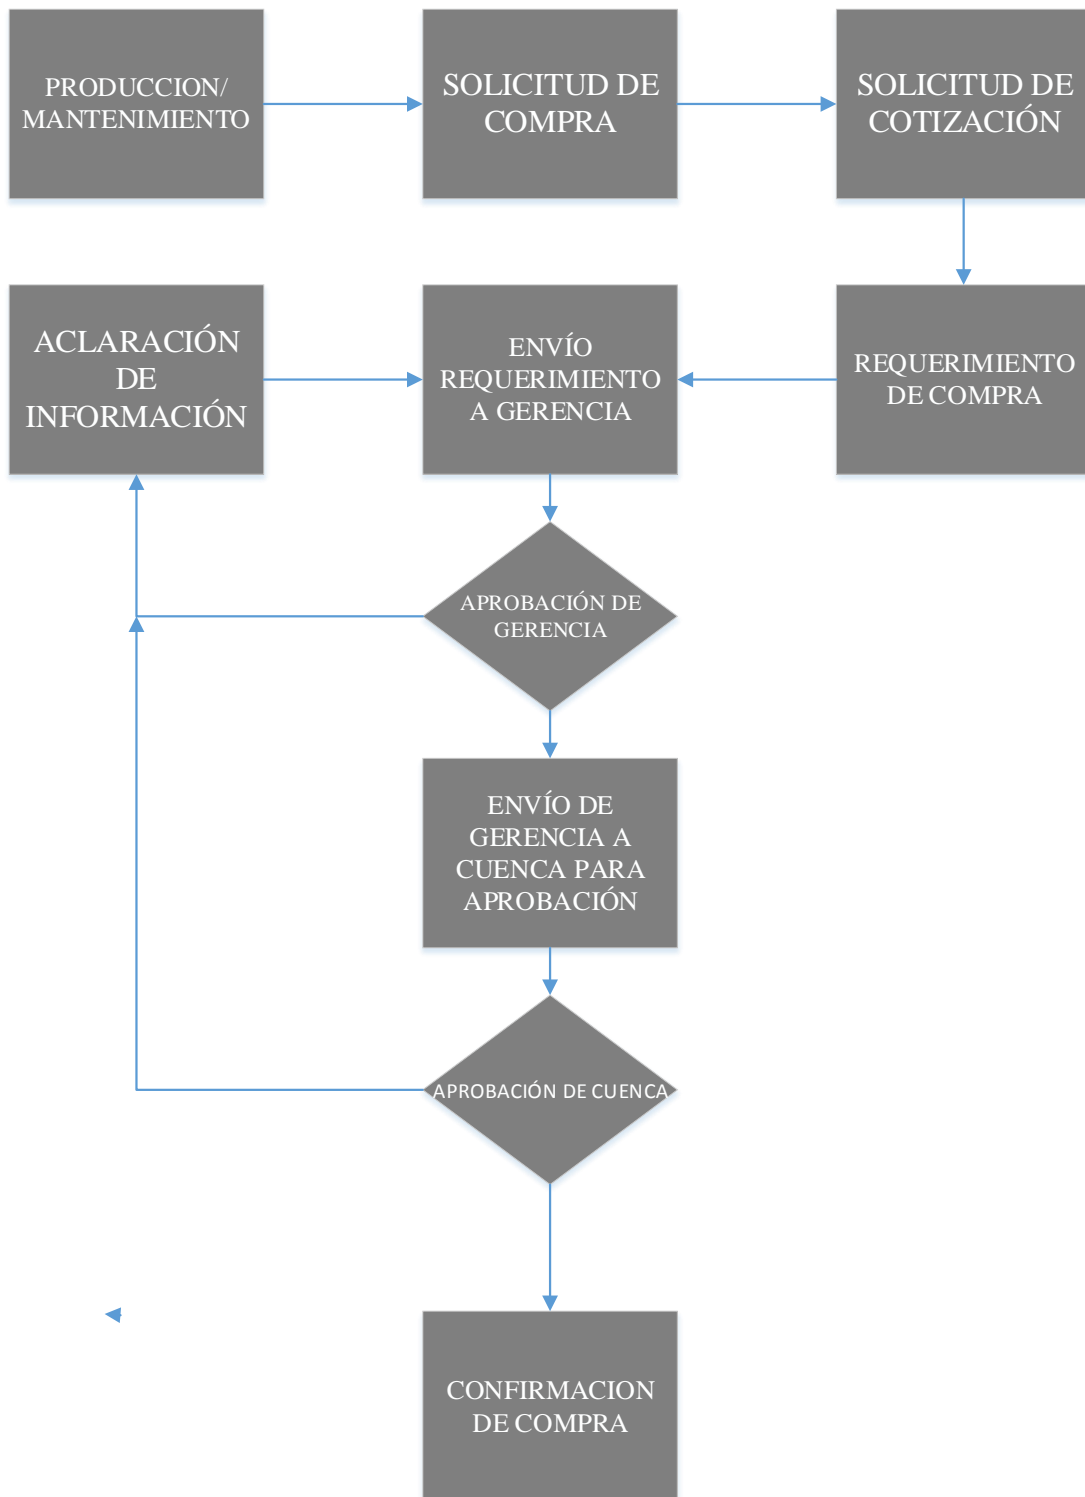 PRODUCCION/
MANTENIMIENTO
SOLICITUD DE
COMPRA
SOLICITUD DE
COTIZACIÓN
ACLARACIÓN
DE
INFORMACIÓN
ENVÍO
REQUERIMIENTO
A GERENCIA
REQUERIMIENTO
DE COMPRA
APROBACIÓN DE
GERENCIA
ENVÍO DE
GERENCIA A
CUENCA PARA
APROBACIÓN
APROBACIÓN DE CUENCA
CONFIRMACION
DE COMPRA